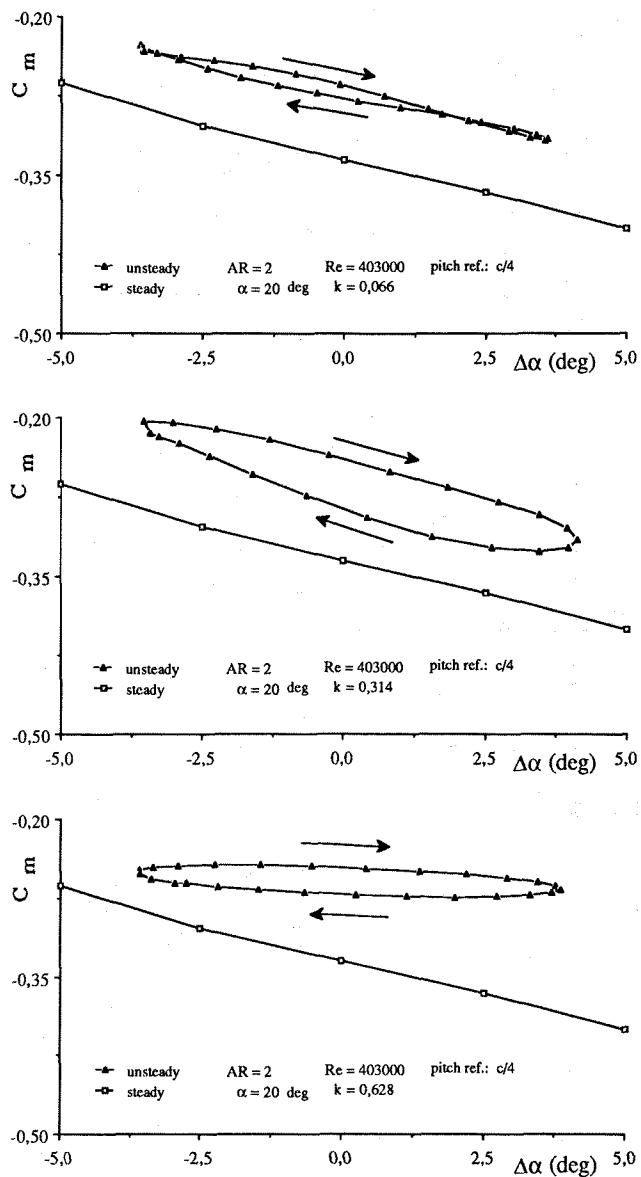 -0,20
C m
-0,35
unsteady AR = 2 Re = 403000 pitch ref.: c/4
steady α = 20 deg k = 0,066
-0,50
-5,0 -2,5 0,0 2,5 5,0
Δα (deg)
-0,20
C m
-0,35
unsteady AR = 2 Re = 403000 pitch ref.: c/4
steady α = 20 deg k = 0,314
-0,50
-5,0 -2,5 0,0 2,5 5,0
Δα (deg)
-0,20
C m
-0,35
unsteady AR = 2 Re = 403000 pitch ref.: c/4
steady α = 20 deg k = 0,628
-0,50
-5,0 -2,5 0,0 2,5 5,0
Δα (deg)